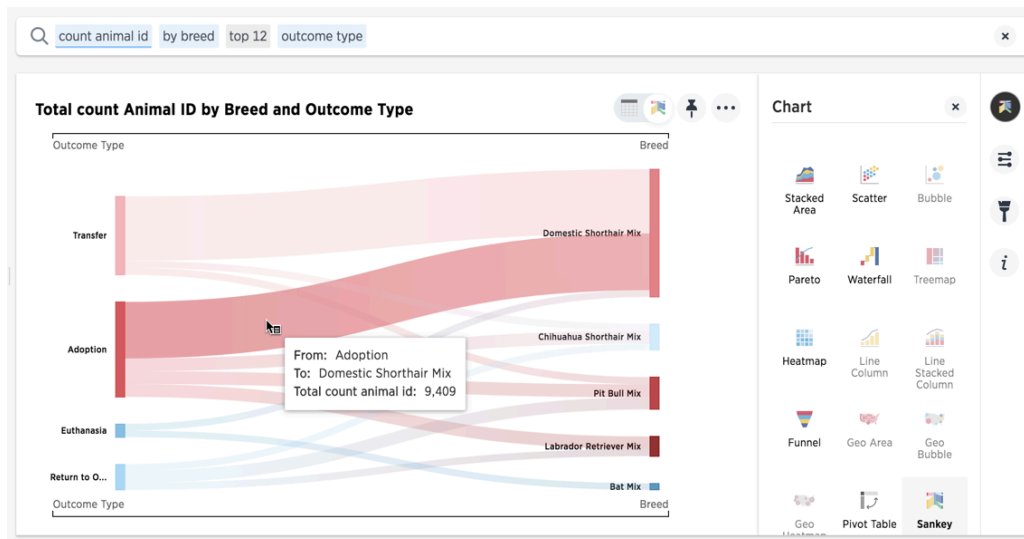 count animal id by breed top 12 outcome type
Total count Animal ID by Breed and Outcome Type
Outcome Type Breed
Transfer
Domestic Shorthair Mix
Adoption
Chihuahua Shorthair Mix
From: Adoption
To: Domestic Shorthair Mix
Total count animal id: 9,409
Pit Bull Mix
Euthanasia
Labrador Retriever Mix
Return to O...
Bat Mix
Outcome Type Breed
Chart
Stacked
Area
Scatter
Bubble
Pareto
Waterfall
Treemap
Heatmap
Line
Column
Line
Stacked
Column
Funnel
Geo Area
Geo
Bubble
Geo
Heatmap
Pivot Table
Sankey